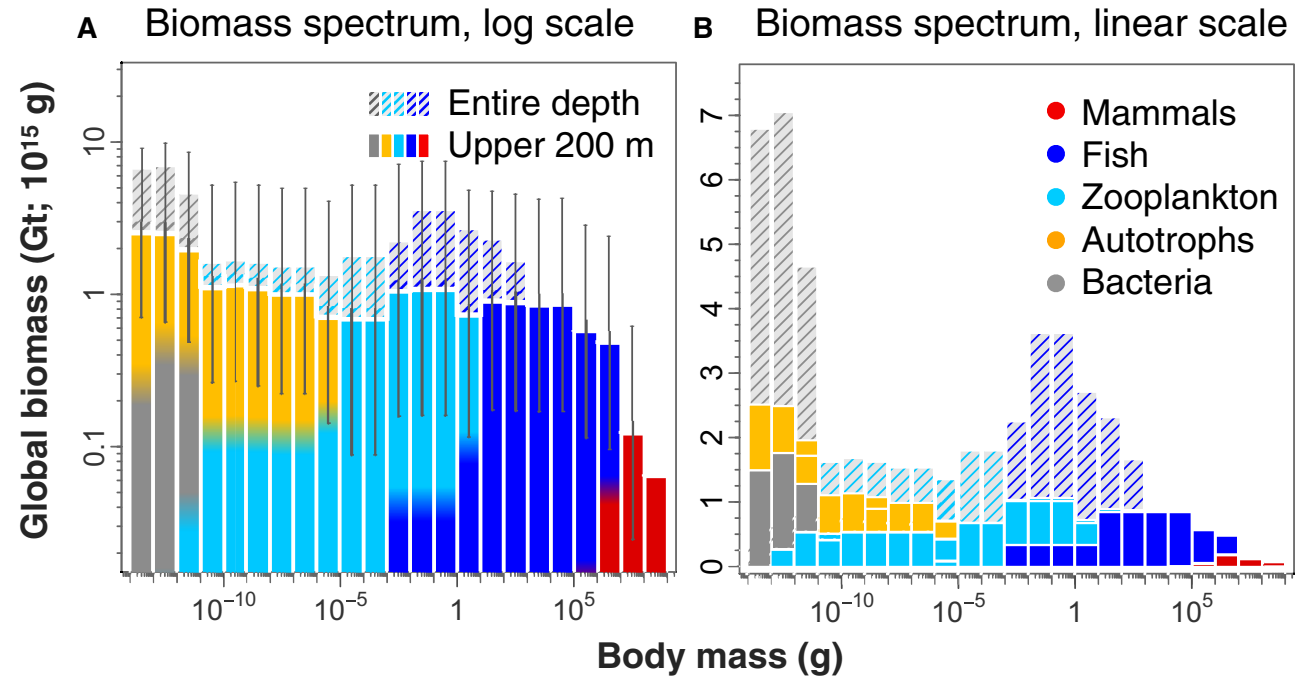 A Biomass spectrum, log scale
Entire depth
Upper 200 m
Global biomass (Gt; 10¹⁵ g)
10
1
0.1
10⁻¹⁰ 10⁻⁵ 1 10⁵
B Biomass spectrum, linear scale
Mammals
Fish
Zooplankton
Autotrophs
Bacteria
7
6
5
4
3
2
1
0
10⁻¹⁰ 10⁻⁵ 1 10⁵
Body mass (g)